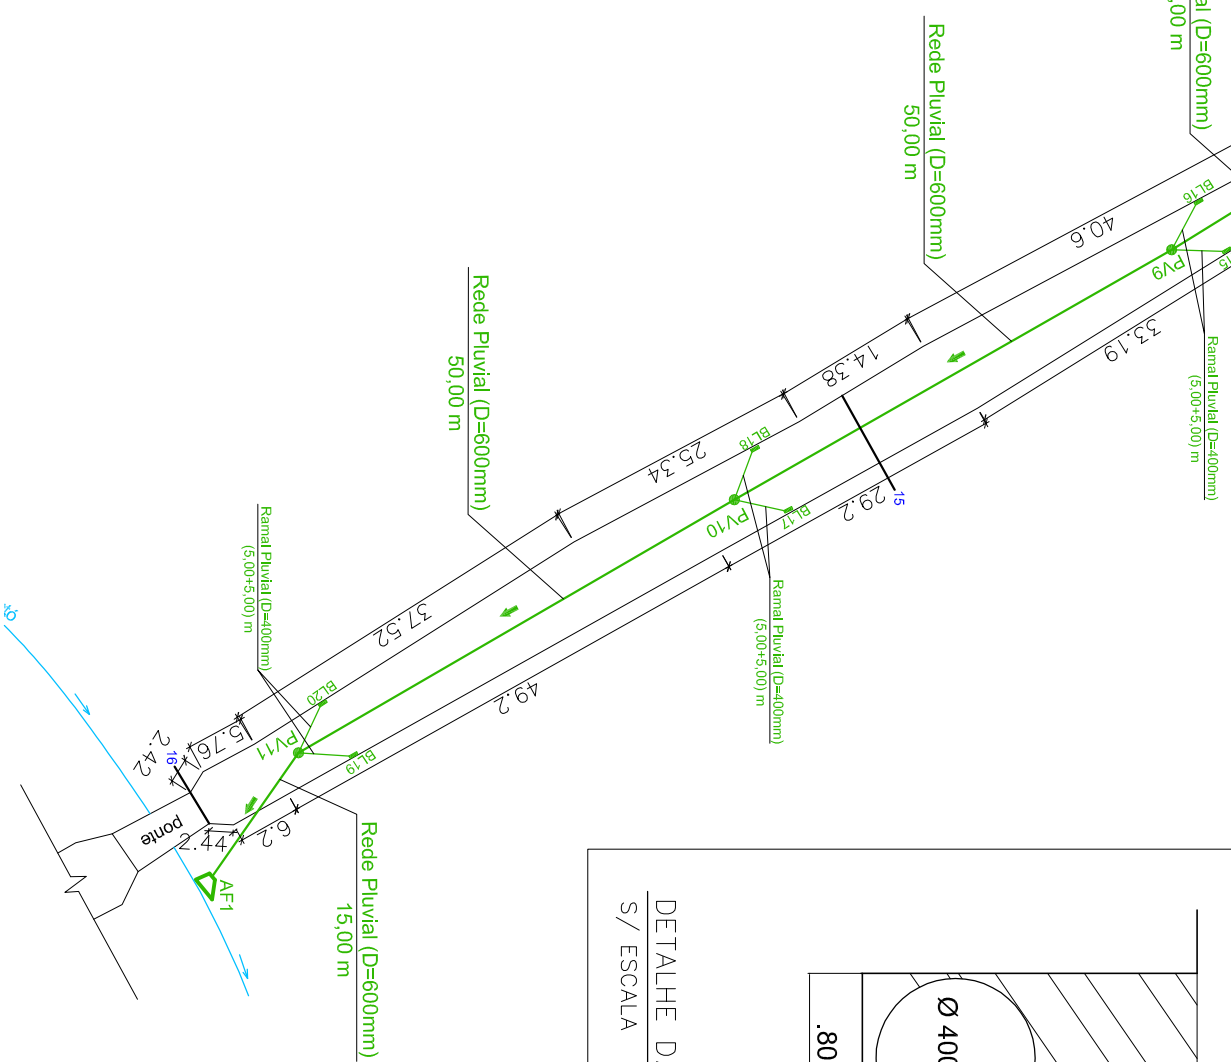 al (D=600mm)
,00 m
Rede Pluvial (D=600mm)
50,00 m
BL16
40.6
PV9
33.19
Ramal Pluvial (D=400mm)
(5,00+5,00) m
14.38
Rede Pluvial (D=600mm)
50,00 m
BL18
25.34
PV10
BL17
29.2
15
Ramal Pluvial (D=400mm)
(5,00+5,00) m
Ramal Pluvial (D=400mm)
(5,00+5,00) m
37.52
49.2
BL20
PV11
BL19
5.76
2.42
16
ponte
2.44
6.2
AF1
Rede Pluvial (D=600mm)
15,00 m
DETALHE D
S/ ESCALA
.80
Ø 400